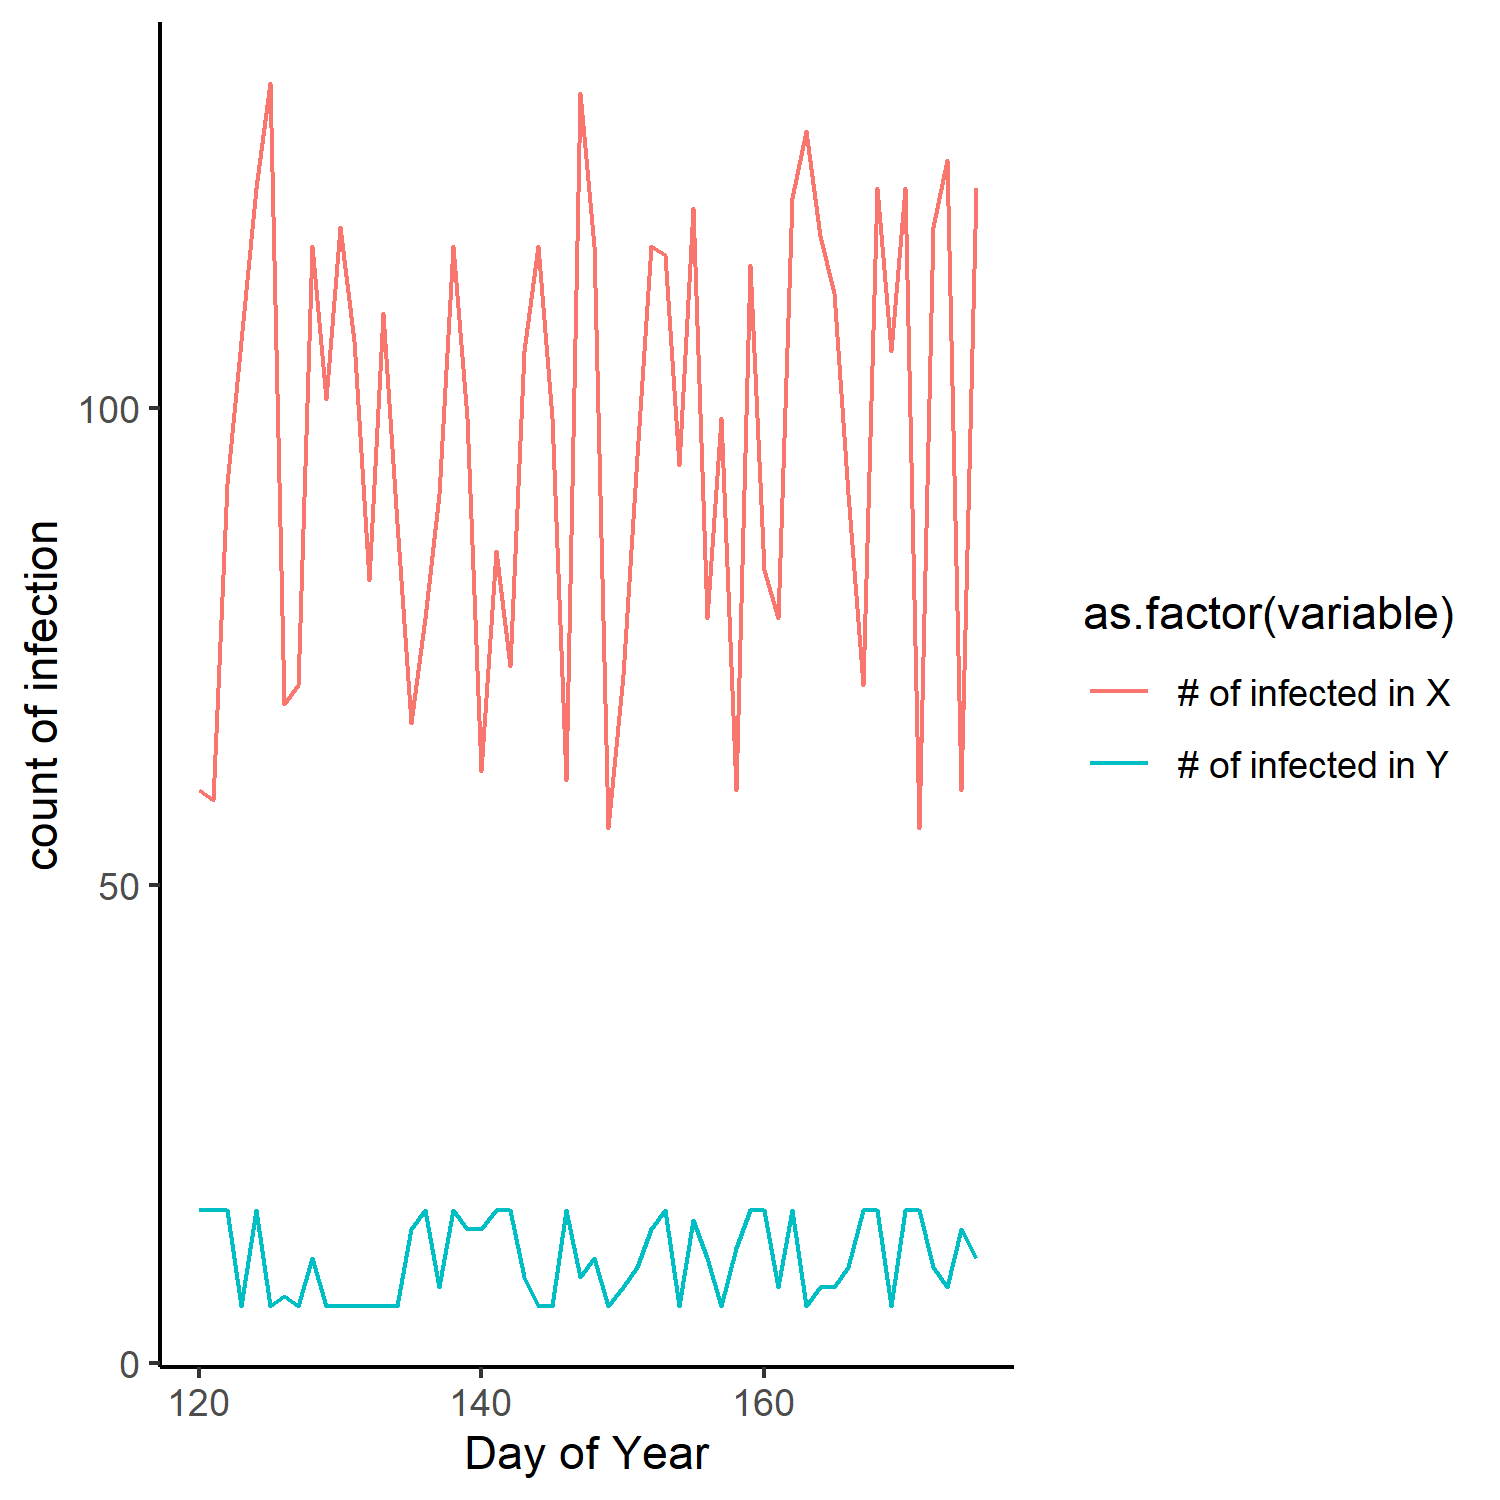 count of infection
100
50
0
120
140
160
Day of Year
as.factor(variable)
# of infected in X
# of infected in Y